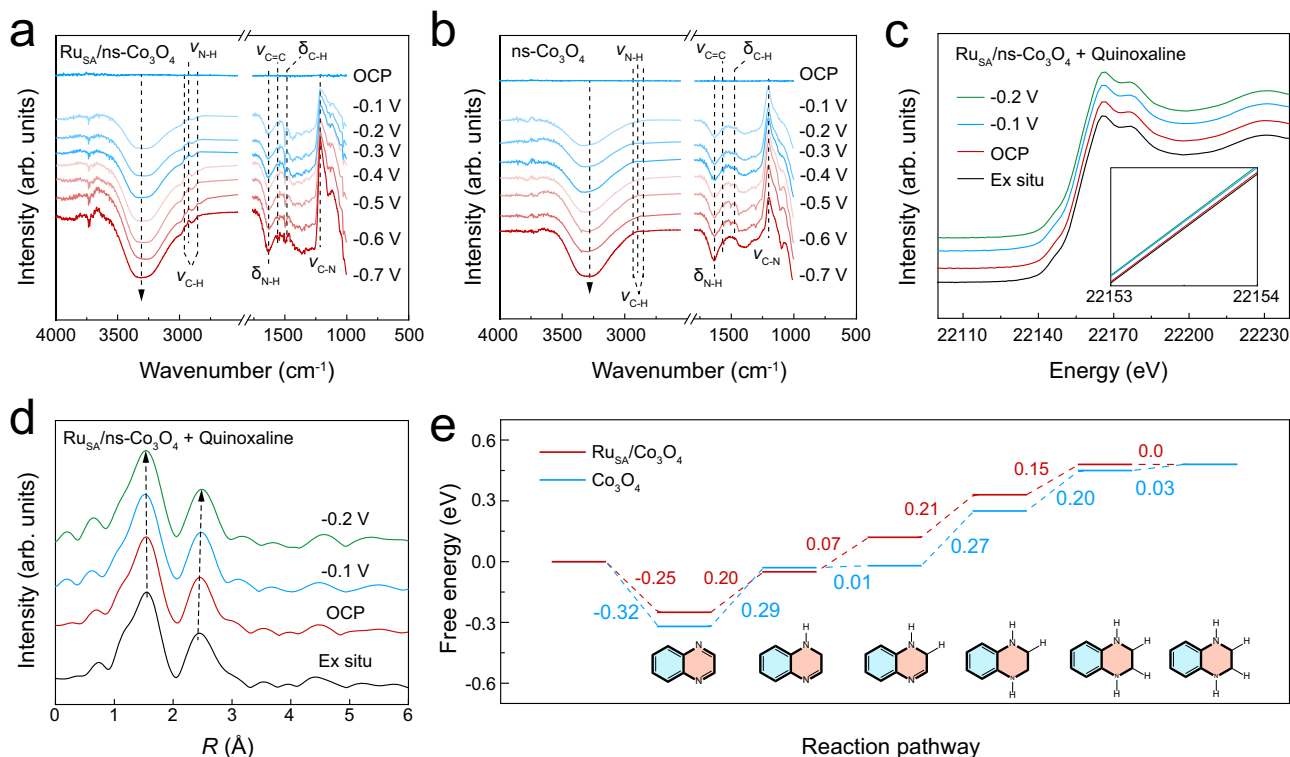 a
Ru_SA/ns-Co₃O₄
ν_N-H
ν_C=C
δ_C-H
OCP
-0.1 V
-0.2 V
-0.3 V
-0.4 V
-0.5 V
-0.6 V
-0.7 V
ν_C-H
δ_N-H
ν_C-N
Intensity (arb. units)
4000 3500 3000 1500 1000
Wavenumber (cm⁻¹)
b
ns-Co₃O₄
ν_N-H
ν_C=C
δ_C-H
OCP
-0.1 V
-0.2 V
-0.3 V
-0.4 V
-0.5 V
-0.6 V
-0.7 V
ν_C-H
δ_N-H
ν_C-N
Intensity (arb. units)
4000 3500 3000 1500 1000
Wavenumber (cm⁻¹)
c
Ru_SA/ns-Co₃O₄ + Quinoxaline
-0.2 V
-0.1 V
OCP
Ex situ
22153 22154
Intensity (arb. units)
22110 22140 22170 22200 22230
Energy (eV)
d
Ru_SA/ns-Co₃O₄ + Quinoxaline
-0.2 V
-0.1 V
OCP
Ex situ
Intensity (arb. units)
0 1 2 3 4 5 6
R (Å)
e
Ru_SA/Co₃O₄
Co₃O₄
Free energy (eV)
0.6
0.3
0.0
-0.3
-0.6
-0.25
0.20
0.07
0.21
0.15
0.0
-0.32
0.29
0.01
0.27
0.20
0.03
N
N
H
N
N
H
N
H
N
H
N
H
N
H
H
N
H
H
N
H
H
N
H
H
N
H
Reaction pathway